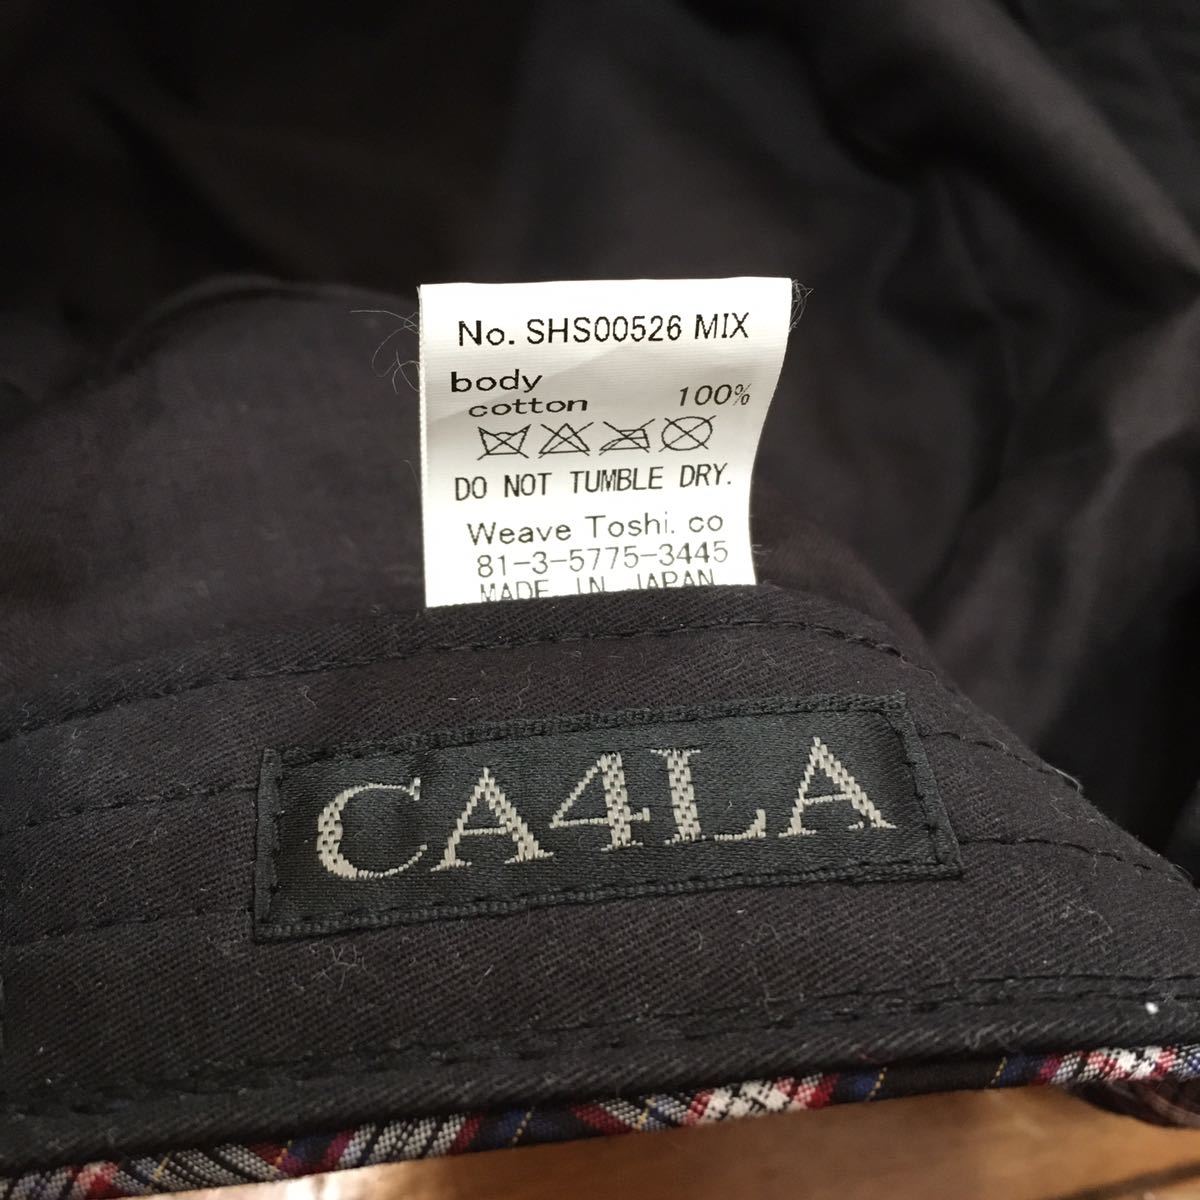 No. SHS00526 MIX
body
cotton 100%
DO NOT TUMBLE DRY.
Weave Toshi. co
81-3-5775-3445
MADE IN JAPAN
CA4LA